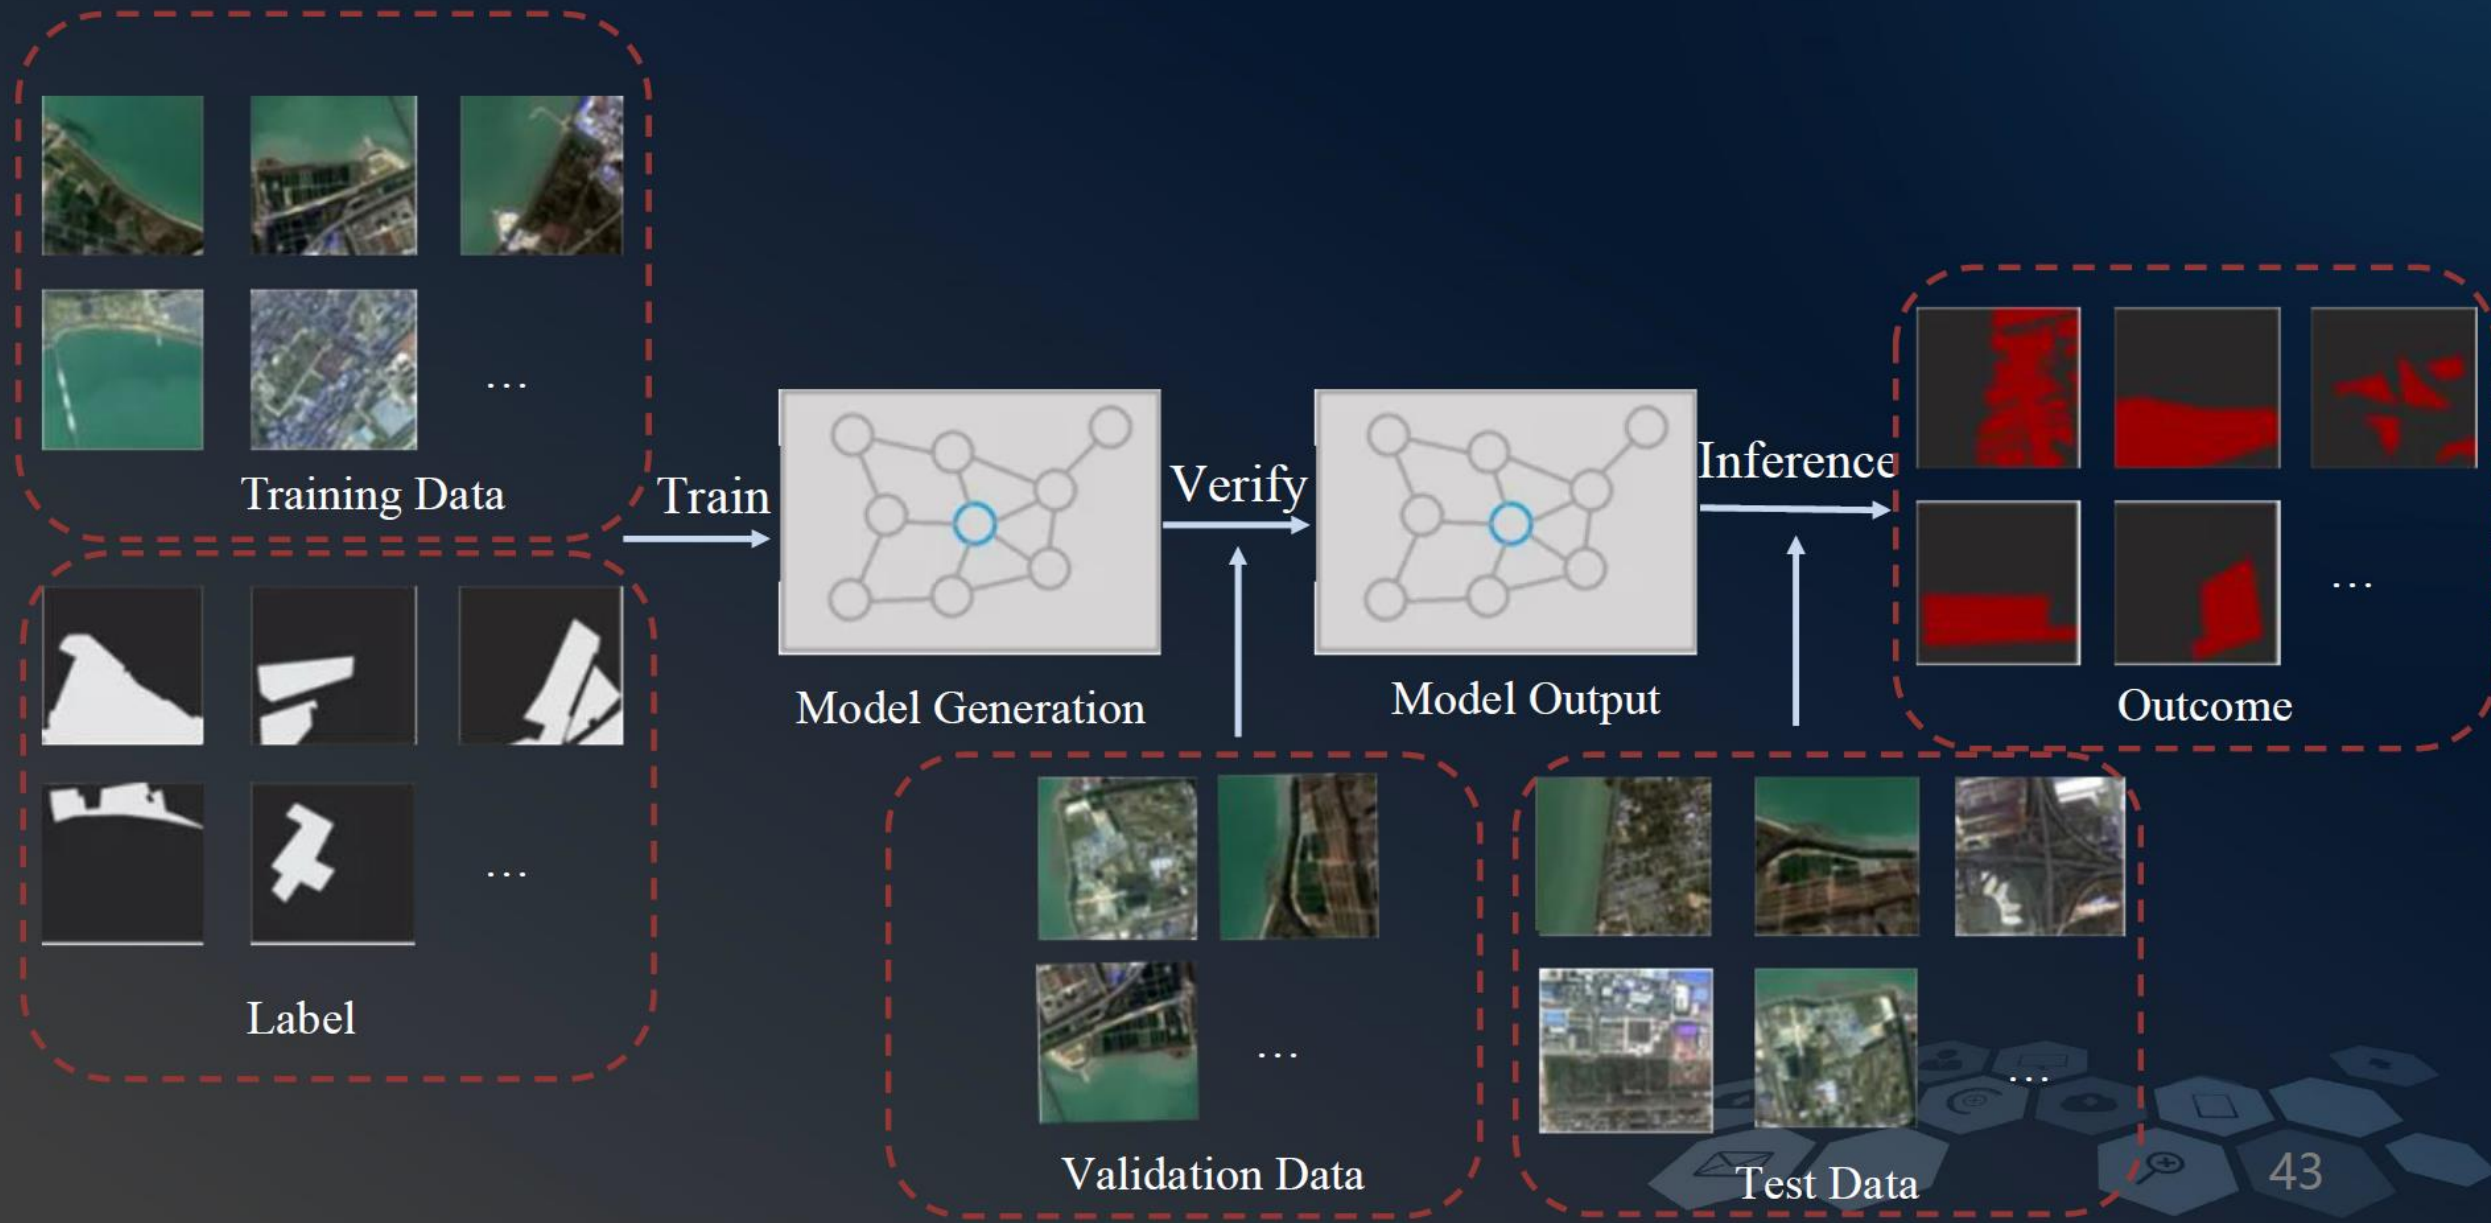 Training Data
...
Train
Label
...
Model Generation
Verify
Model Output
Inference
Outcome
...
Validation Data
...
Test Data
...
43